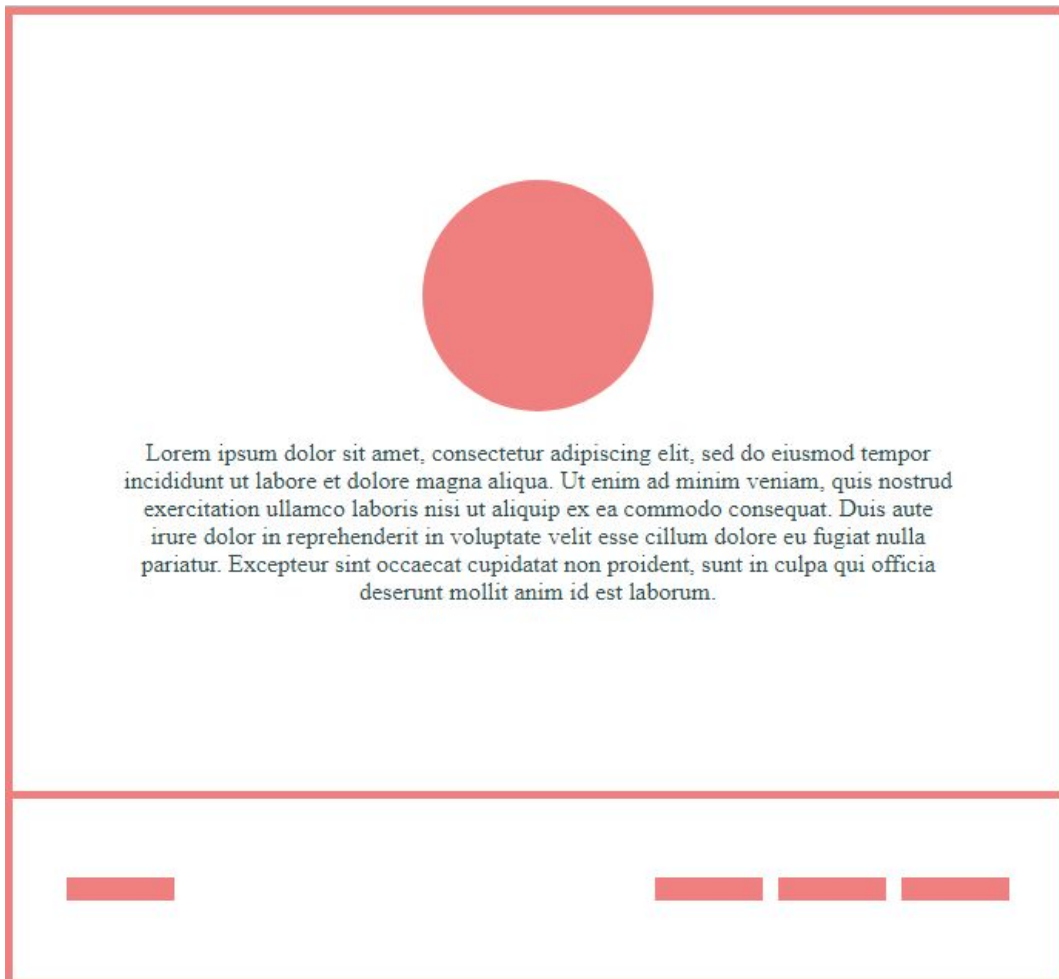 Lorem ipsum dolor sit amet, consectetur adipiscing elit, sed do eiusmod tempor
incididunt ut labore et dolore magna aliqua. Ut enim ad minim veniam, quis nostrud
exercitation ullamco laboris nisi ut aliquip ex ea commodo consequat. Duis aute
irure dolor in reprehenderit in voluptate velit esse cillum dolore eu fugiat nulla
pariatur. Excepteur sint occaecat cupidatat non proident, sunt in culpa qui officia
deserunt mollit anim id est laborum.